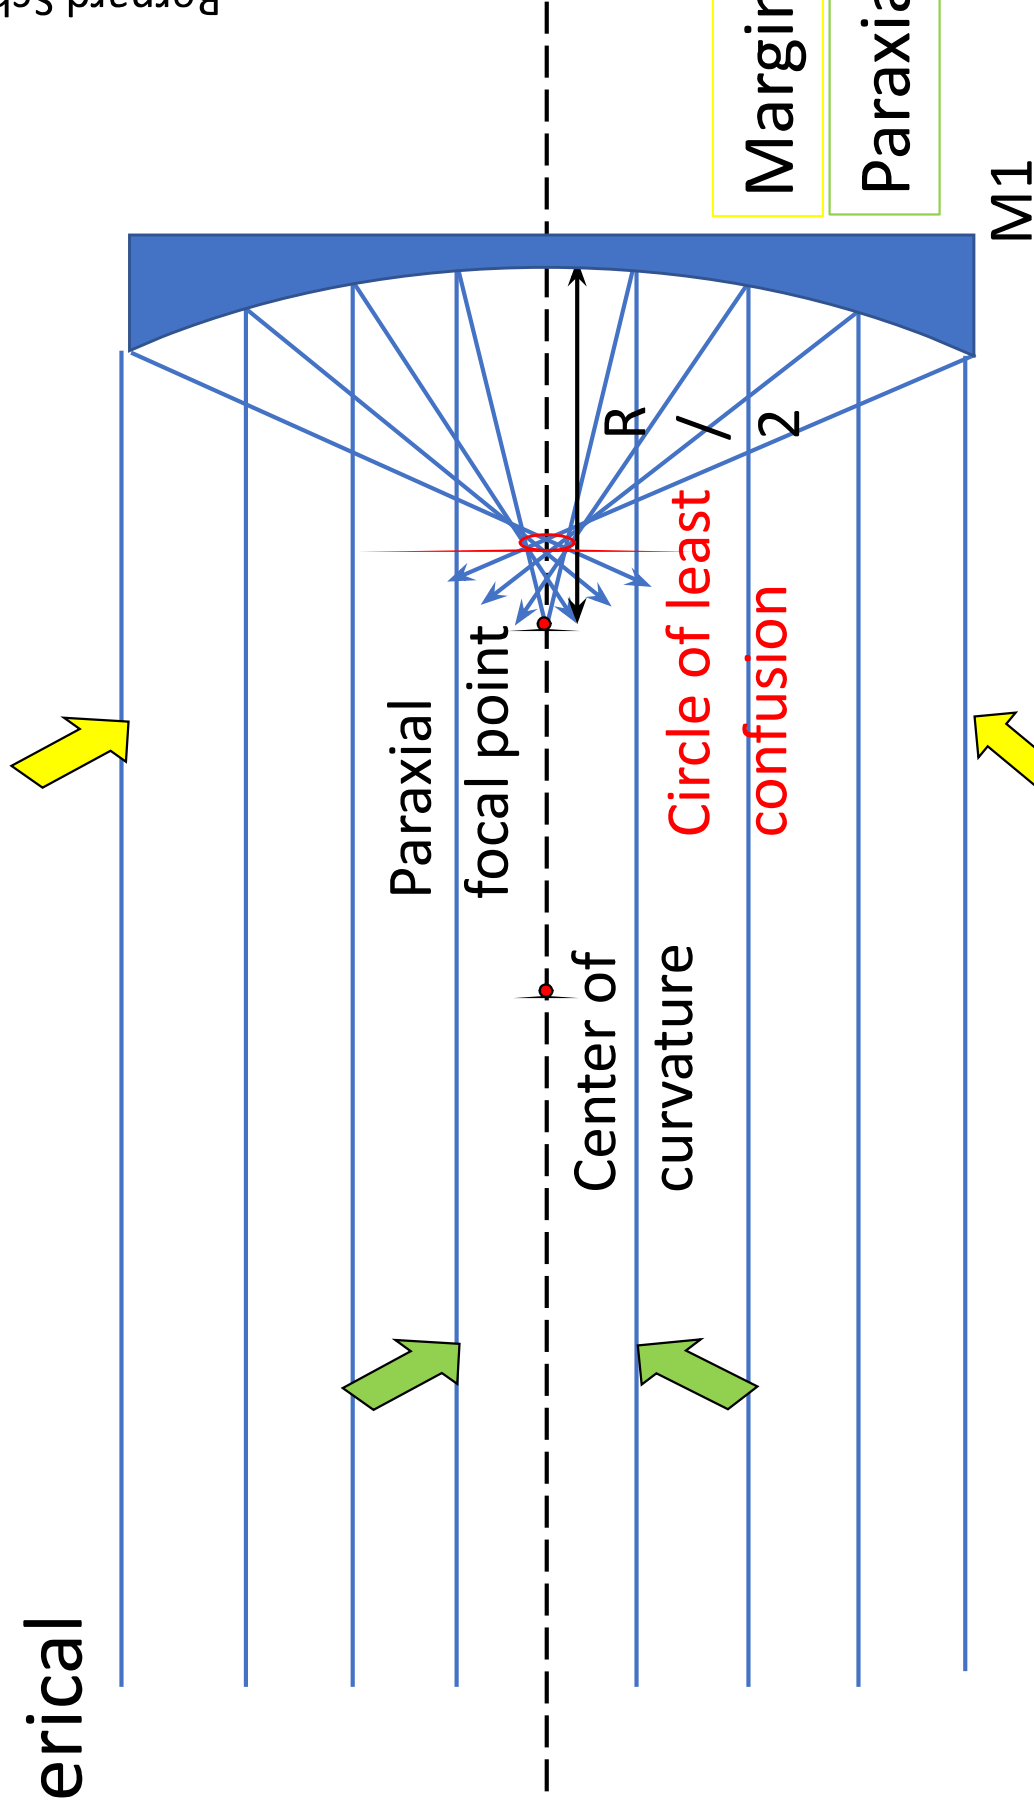 erical
Paraxial
focal point
Center of
curvature
R
/
2
Circle of least
confusion
M1